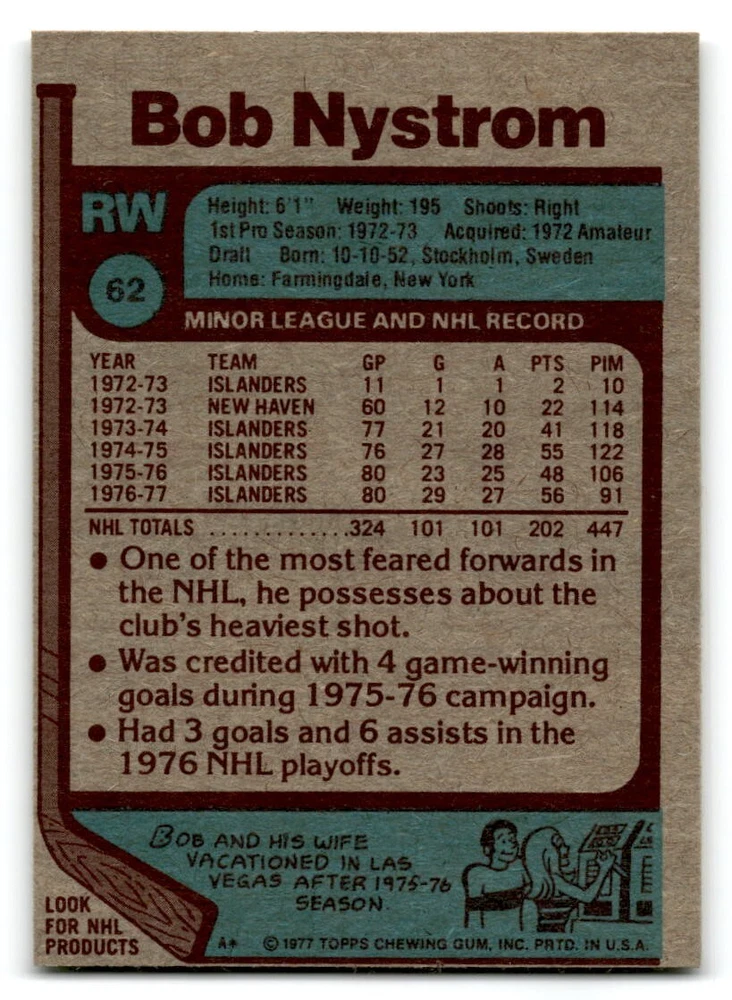 Bob Nystrom
RW
62
Height: 6'1" Weight: 195 Shoots: Right
1st Pro Season: 1972-73 Acquired: 1972 Amateur
Draft Born: 10-10-52, Stockholm, Sweden
Home: Farmingdale, New York
MINOR LEAGUE AND NHL RECORD
YEAR TEAM GP G A PTS PIM
1972-73 ISLANDERS 11 1 1 2 10
1972-73 NEW HAVEN 60 12 10 22 114
1973-74 ISLANDERS 77 21 20 41 118
1974-75 ISLANDERS 76 27 28 55 122
1975-76 ISLANDERS 80 23 25 48 106
1976-77 ISLANDERS 80 29 27 56 91
NHL TOTALS .............324 101 101 202 447
• One of the most feared forwards in
the NHL, he possesses about the
club's heaviest shot.
• Was credited with 4 game-winning
goals during 1975-76 campaign.
• Had 3 goals and 6 assists in the
1976 NHL playoffs.
BOB AND HIS WIFE
VACATIONED IN LAS
VEGAS AFTER 1975-76
SEASON.
LOOK
FOR NHL
PRODUCTS
A* © 1977 TOPPS CHEWING GUM, INC. PRTD. IN U.S.A.